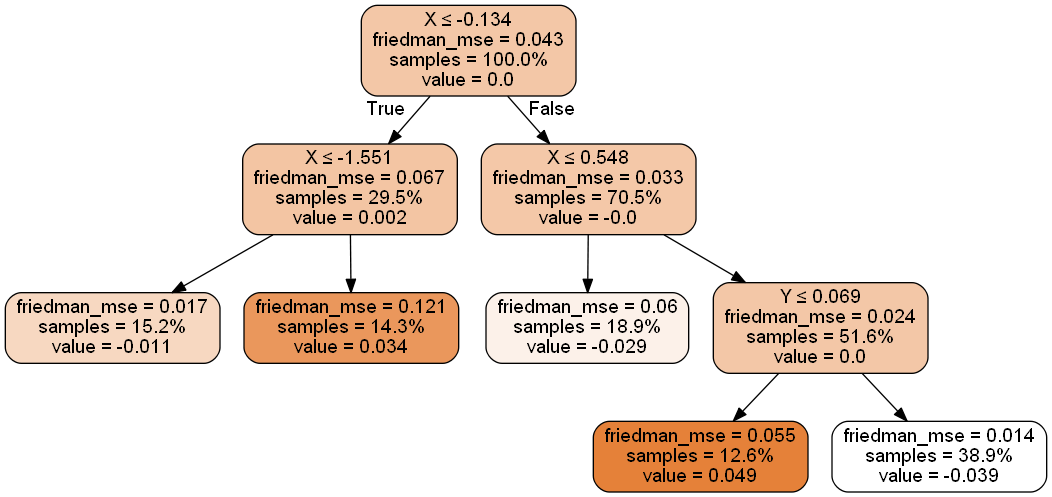 X ≤ -0.134
friedman_mse = 0.043
samples = 100.0%
value = 0.0
True
False
X ≤ -1.551
friedman_mse = 0.067
samples = 29.5%
value = 0.002
X ≤ 0.548
friedman_mse = 0.033
samples = 70.5%
value = -0.0
friedman_mse = 0.017
samples = 15.2%
value = -0.011
friedman_mse = 0.121
samples = 14.3%
value = 0.034
friedman_mse = 0.06
samples = 18.9%
value = -0.029
Y ≤ 0.069
friedman_mse = 0.024
samples = 51.6%
value = 0.0
friedman_mse = 0.055
samples = 12.6%
value = 0.049
friedman_mse = 0.014
samples = 38.9%
value = -0.039